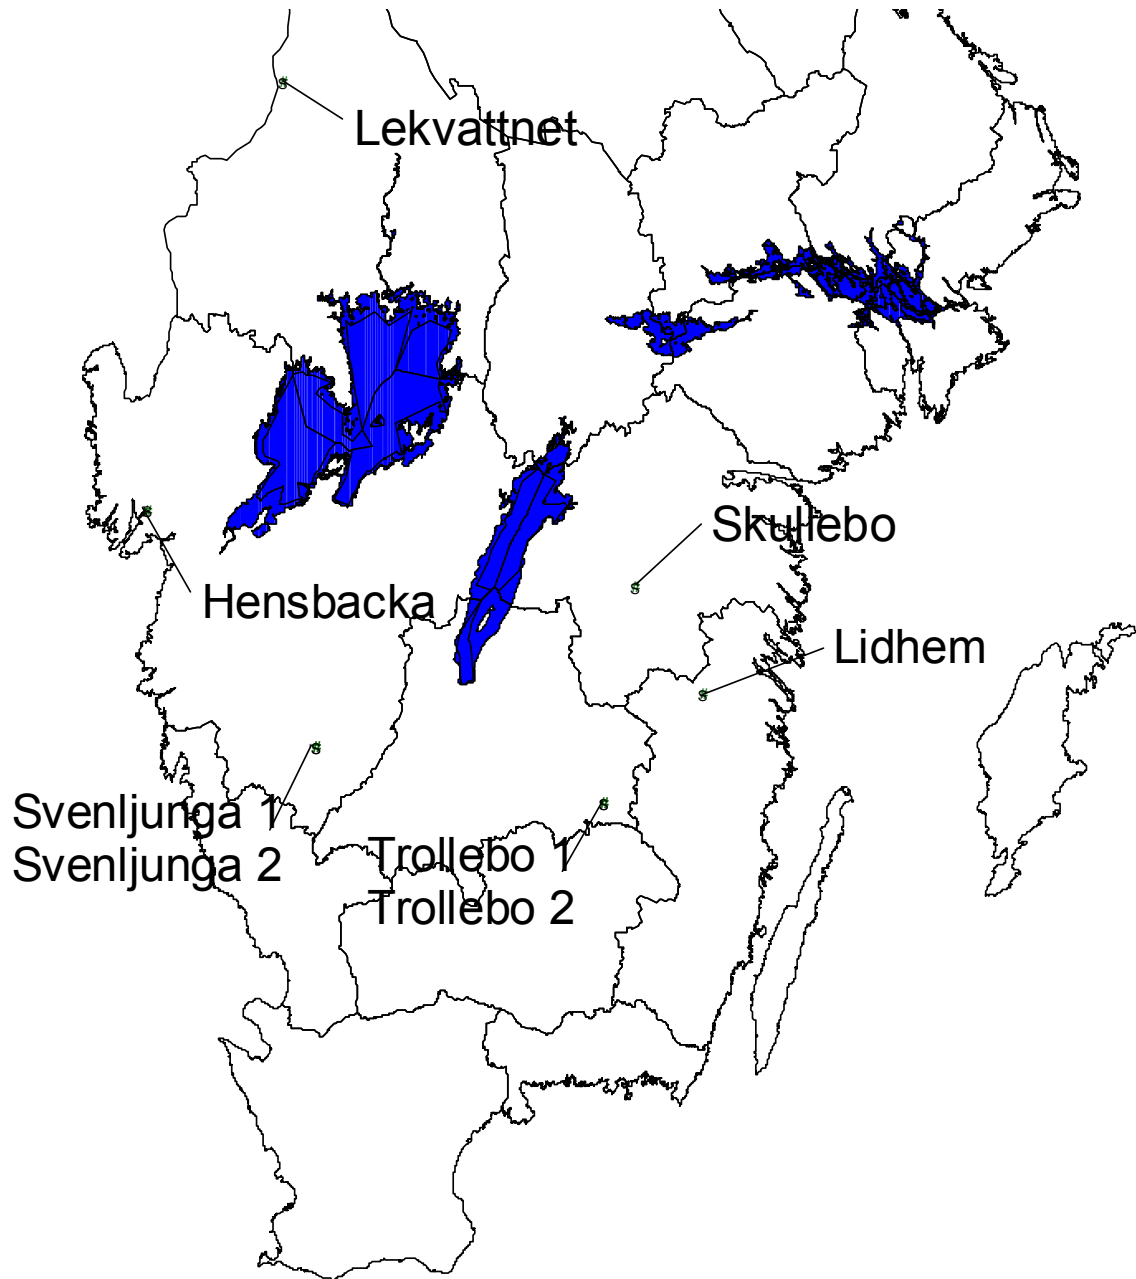 Lekvattnet
Skullebo
Hensbacka
Lidhem
Svenljunga 1
Svenljunga 2
Trollebo 1
Trollebo 2